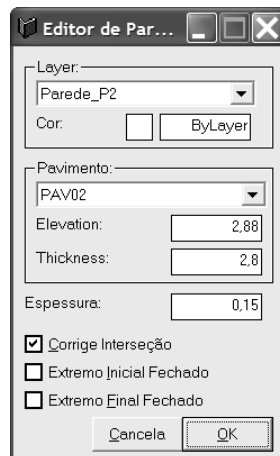 Editor de Par...
Layer:
Parede_P2
Cor:
ByLayer
Pavimento:
PAV02
Elevation: 2,88
Thickness: 2,8
Espessura: 0,15
Corrige Interseção
Extremo Inicial Fechado
Extremo Final Fechado
Cancela OK